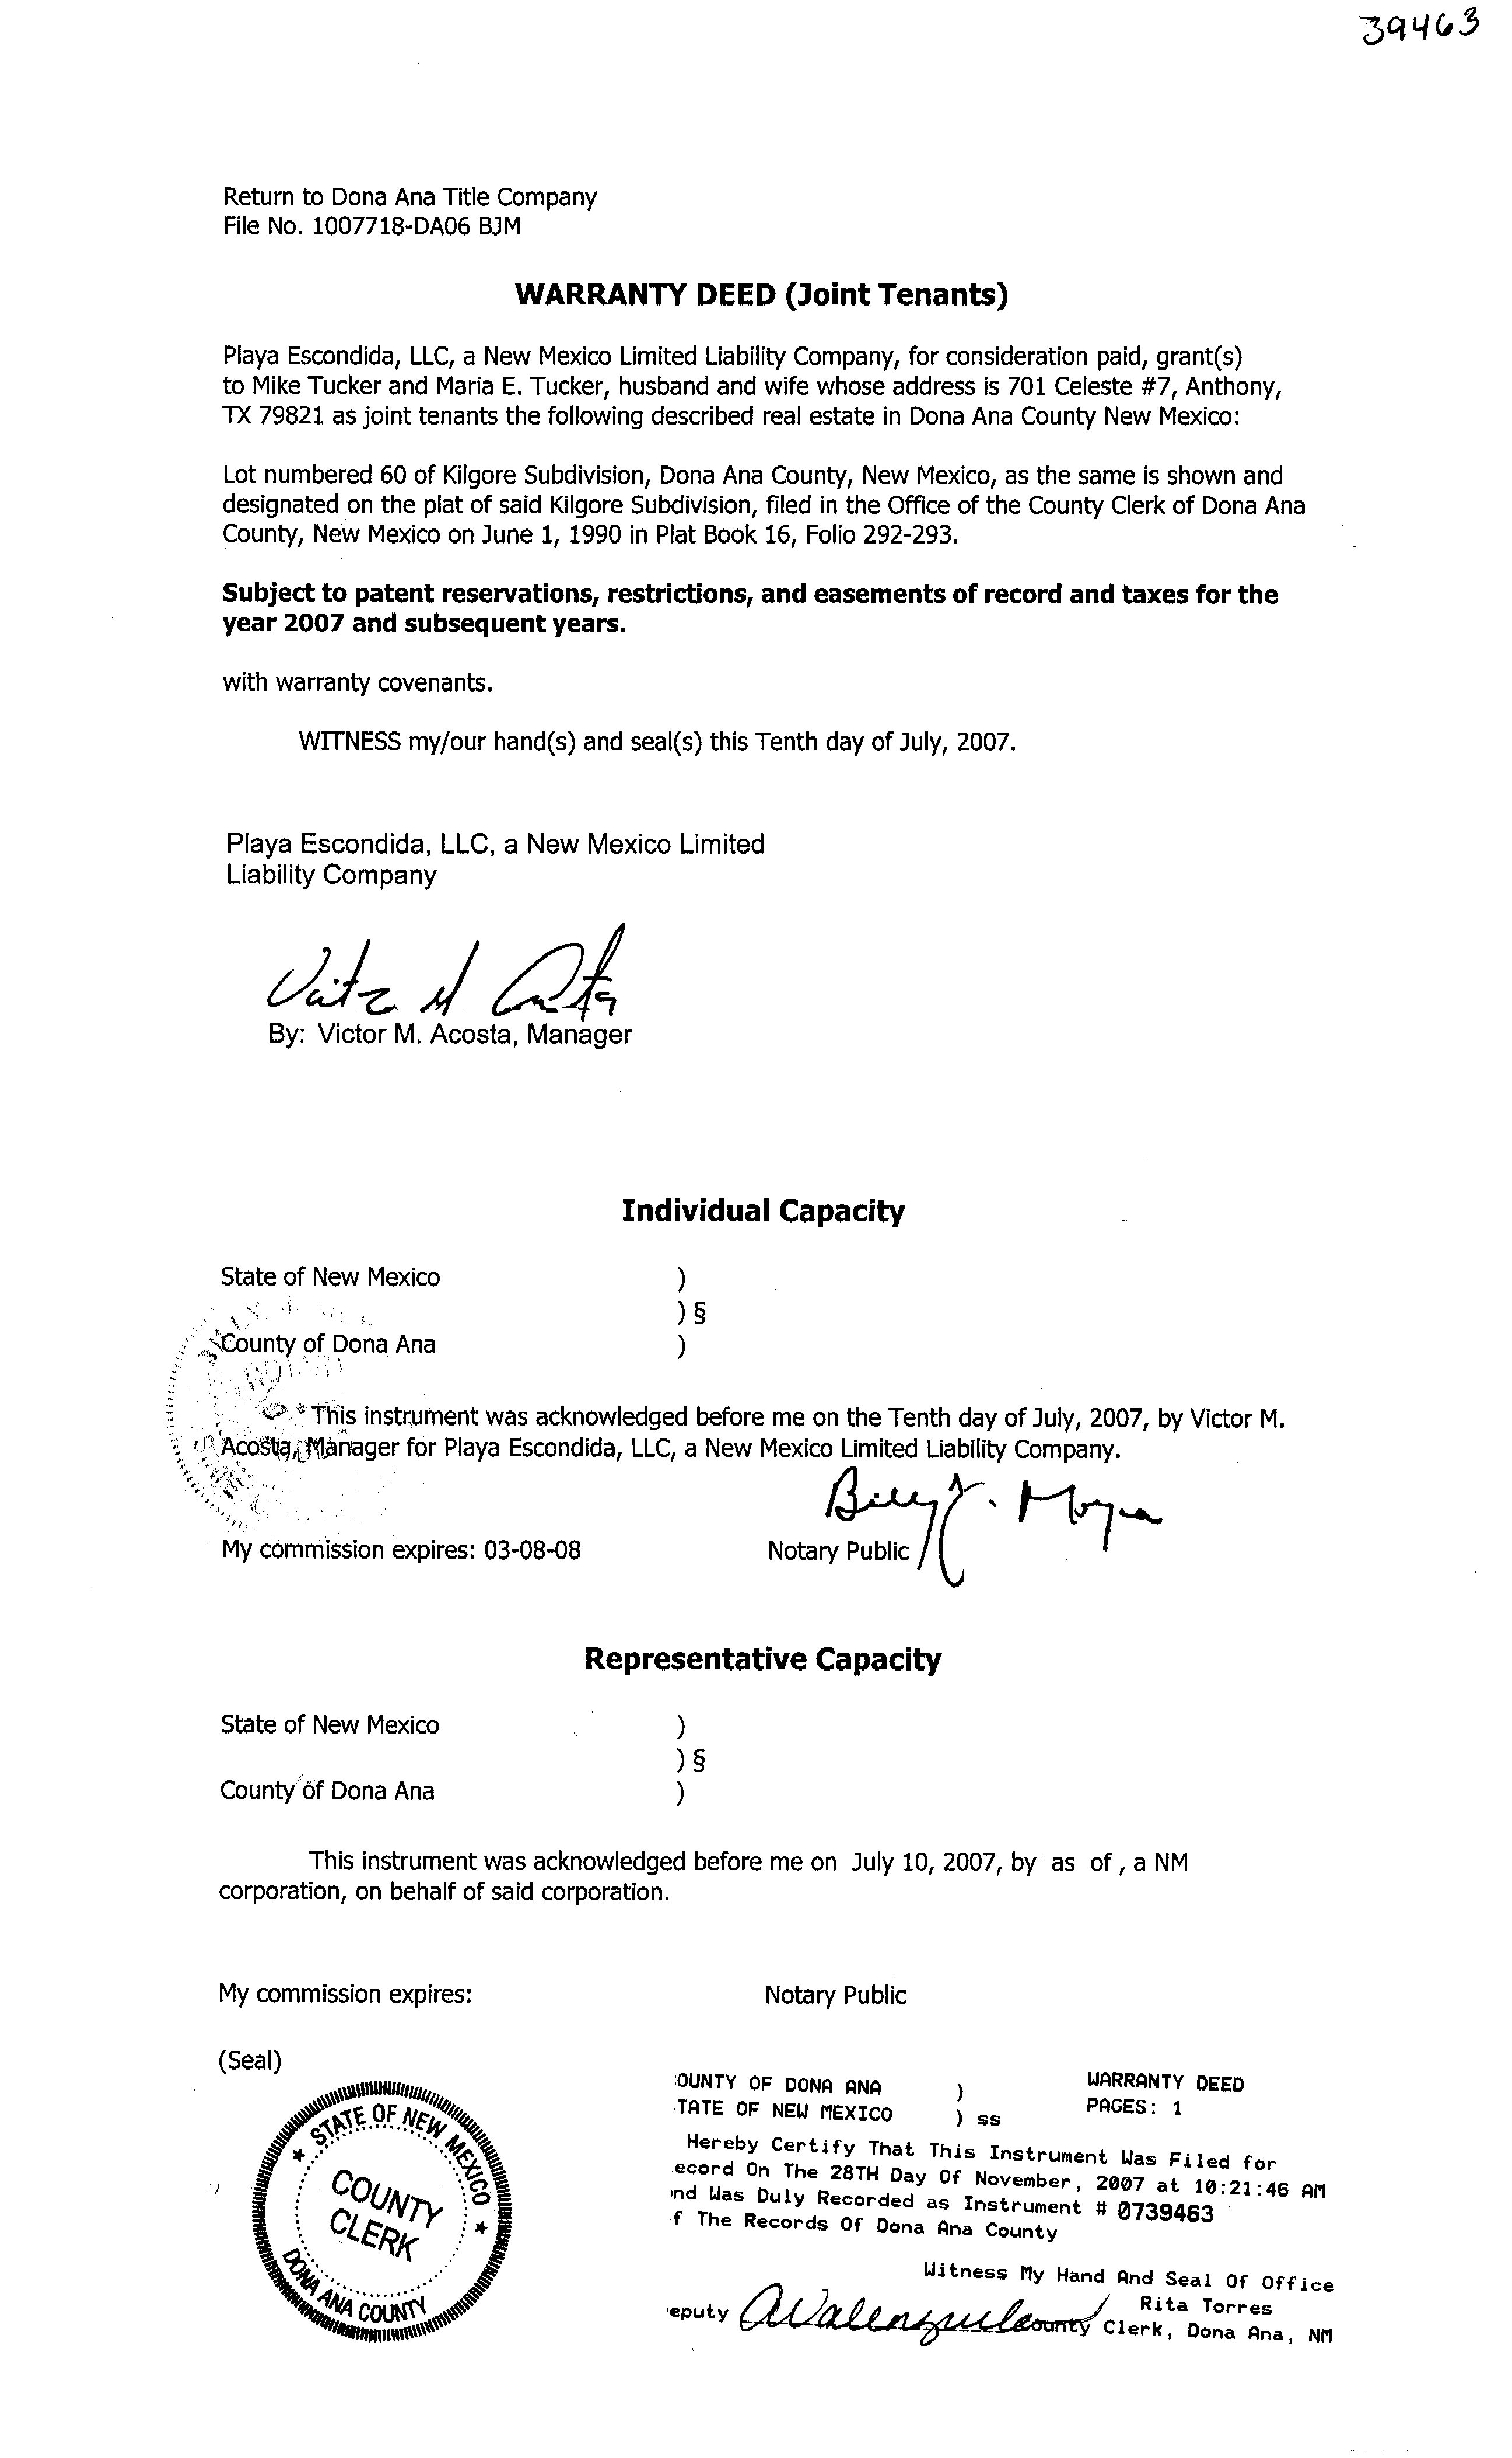 39463
Return to Dona Ana Title Company
File No. 1007718-DA06 BJM
WARRANTY DEED (Joint Tenants)
Playa Escondida, LLC, a New Mexico Limited Liability Company, for consideration paid, grant(s)
to Mike Tucker and Maria E. Tucker, husband and wife whose address is 701 Celeste #7, Anthony,
TX 79821 as joint tenants the following described real estate in Dona Ana County New Mexico:
Lot numbered 60 of Kilgore Subdivision, Dona Ana County, New Mexico, as the same is shown and
designated on the plat of said Kilgore Subdivision, filed in the Office of the County Clerk of Dona Ana
County, New Mexico on June 1, 1990 in Plat Book 16, Folio 292-293.
Subject to patent reservations, restrictions, and easements of record and taxes for the
year 2007 and subsequent years.
with warranty covenants.
WITNESS my/our hand(s) and seal(s) this Tenth day of July, 2007.
Playa Escondida, LLC, a New Mexico Limited
Liability Company
By: Victor M. Acosta, Manager
Individual Capacity
State of New Mexico )
) §
County of Dona Ana )
This instrument was acknowledged before me on the Tenth day of July, 2007, by Victor M.
Acosta, Manager for Playa Escondida, LLC, a New Mexico Limited Liability Company.
Billy J. Moya
My commission expires: 03-08-08 Notary Public
Representative Capacity
State of New Mexico )
) §
County of Dona Ana )
This instrument was acknowledged before me on July 10, 2007, by as of , a NM
corporation, on behalf of said corporation.
My commission expires: Notary Public
(Seal)
STATE OF NEW MEXICO
COUNTY
CLERK
DONA ANA COUNTY
OUNTY OF DONA ANA ) WARRANTY DEED
TATE OF NEW MEXICO ) ss PAGES: 1
Hereby Certify That This Instrument Was Filed for
ecord On The 28TH Day Of November, 2007 at 10:21:46 AM
nd Was Duly Recorded as Instrument # 0739463
f The Records Of Dona Ana County
Witness My Hand And Seal Of Office
Rita Torres
eputy AValenzuela ounty Clerk, Dona Ana, NM